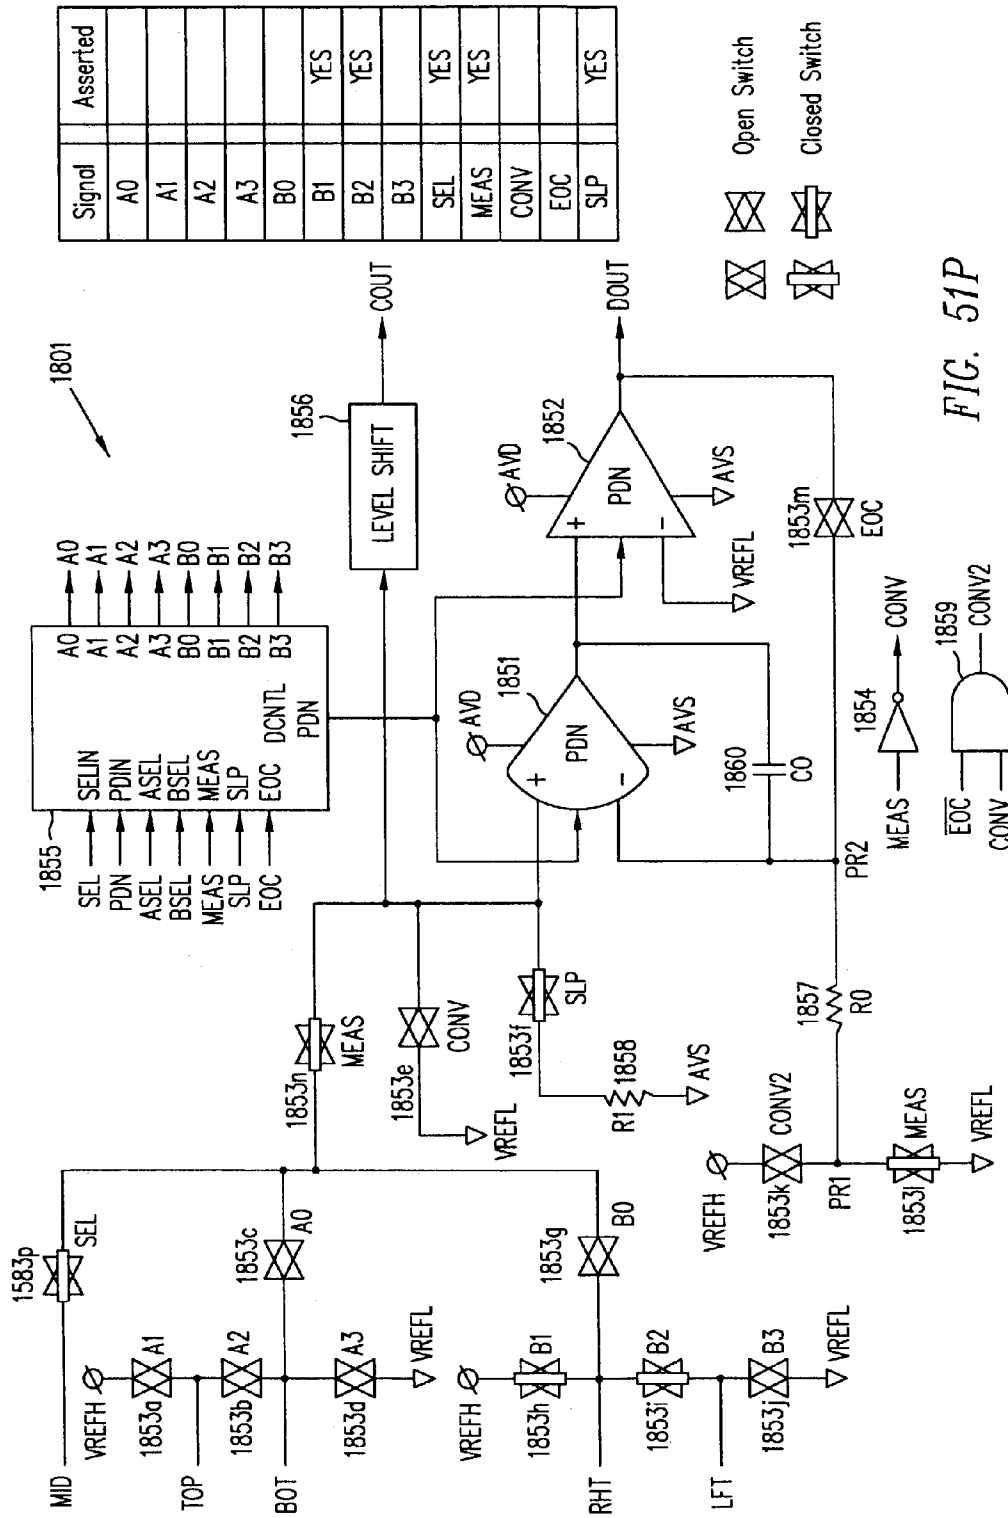 1801
1855
SEL
PDN
ASEL
BSEL
MEAS
SLP
EOC
SELIN
PDIN
ASEL
BSEL
MEAS
SLP
EOC
DCNTL
PDN
A0
A1
A2
A3
B0
B1
B2
B3
A0
A1
A2
A3
B0
B1
B2
B3
Signal Asserted
A0
A1
A2
A3
B0
B1 YES
B2 YES
B3
SEL YES
MEAS YES
CONV
EOC
SLP YES
1856
LEVEL SHIFT
COUT
Open Switch
Closed Switch
1583p
SEL
MID
VREFH
1853a
A1
TOP
1853b
A2
1853c
A0
BOT
1853d
A3
VREFL
VREFH
1853h
B1
1853g
B0
RHT
1853i
B2
LFT
1853j
B3
VREFL
1853n
MEAS
1853e
CONV
VREFL
1853f
SLP
R1
1858
AVS
AVD
1851
+
PDN
-
AVS
1860
CO
AVD
1852
+
PDN
-
AVS
VREFL
DOUT
VREFH
1853k
CONV2
PR1
1853l
MEAS
VREFL
1857
R0
PR2
1853m
EOC
MEAS
1854
CONV
EOC
CONV
1859
CONV2
FIG. 51P